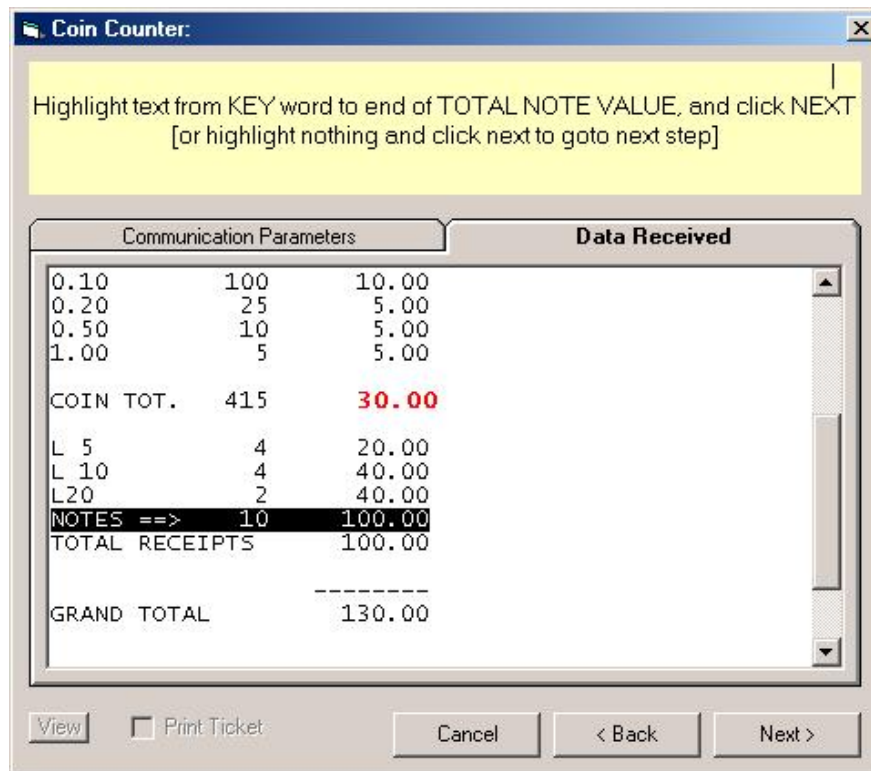 Coin Counter:
Highlight text from KEY word to end of TOTAL NOTE VALUE, and click NEXT
[or highlight nothing and click next to goto next step]
Communication Parameters Data Received
0.10 100 10.00
0.20 25 5.00
0.50 10 5.00
1.00 5 5.00
COIN TOT. 415 30.00
L 5 4 20.00
L 10 4 40.00
L20 2 40.00
NOTES ==> 10 100.00
TOTAL RECEIPTS 100.00
--------
GRAND TOTAL 130.00
View Print Ticket Cancel < Back Next >